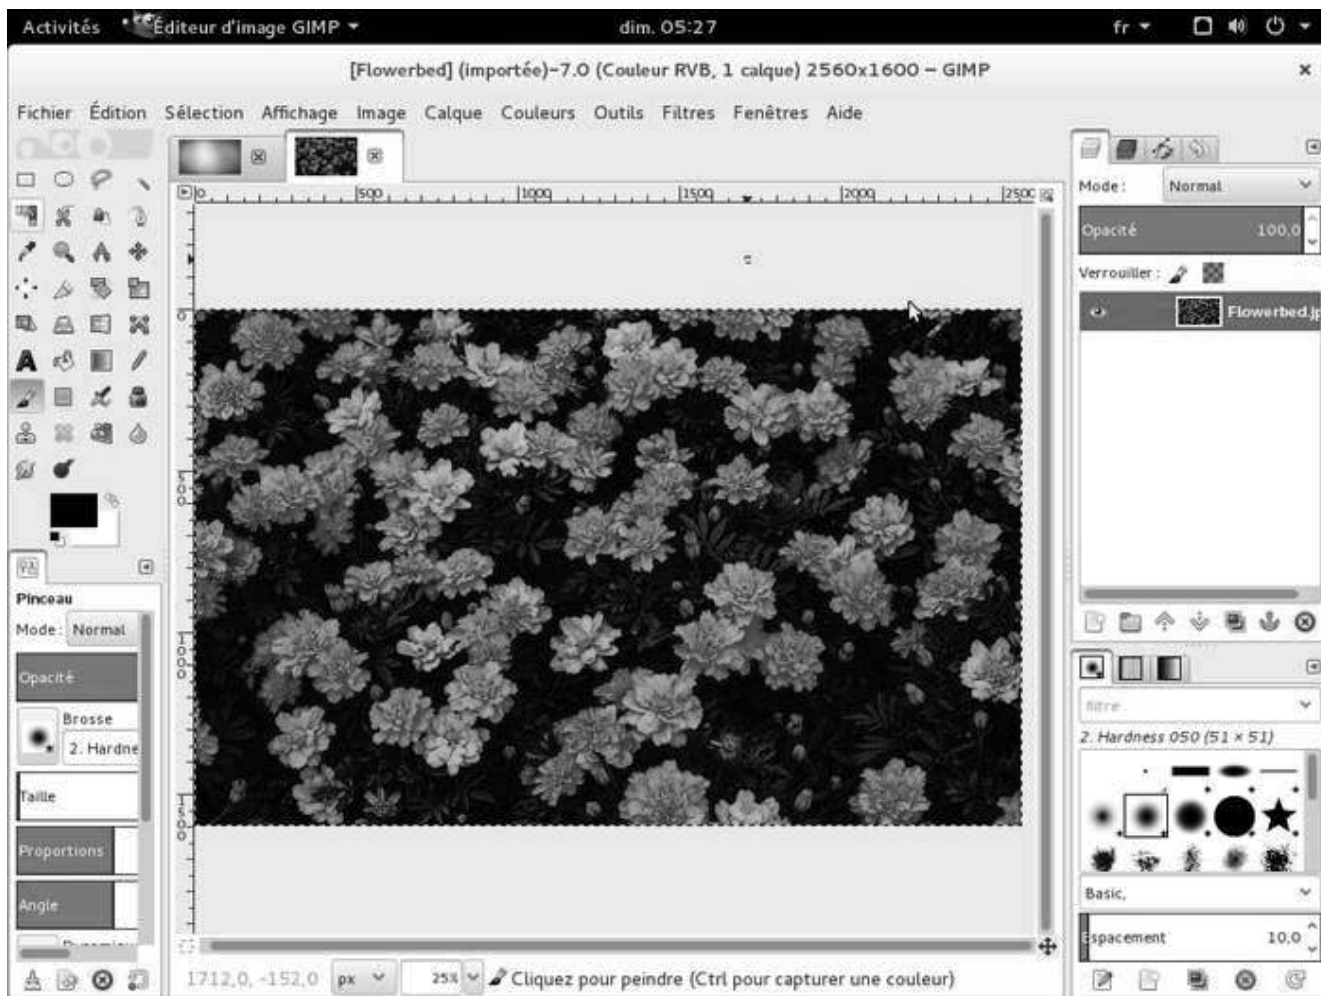 Activités Éditeur d'image GIMP dim. 05:27 fr
[Flowerbed] (importée)-7.0 (Couleur RVB, 1 calque) 2560x1600 – GIMP
Fichier Édition Sélection Affichage Image Calque Couleurs Outils Filtres Fenêtres Aide
0 500 1000 1500 2000 2500
Mode : Normal
Opacité 100,0
Verrouiller :
Flowerbed.jp
0
500
1000
1500
Pinceau
Mode : Normal
Opacité
Brosse
2. Hardne
Taille
Proportions
Angle
filtre
2. Hardness 050 (51 × 51)
Basic,
Espacement 10,0
1712,0, -152,0 px 25% Cliquez pour peindre (Ctrl pour capturer une couleur)